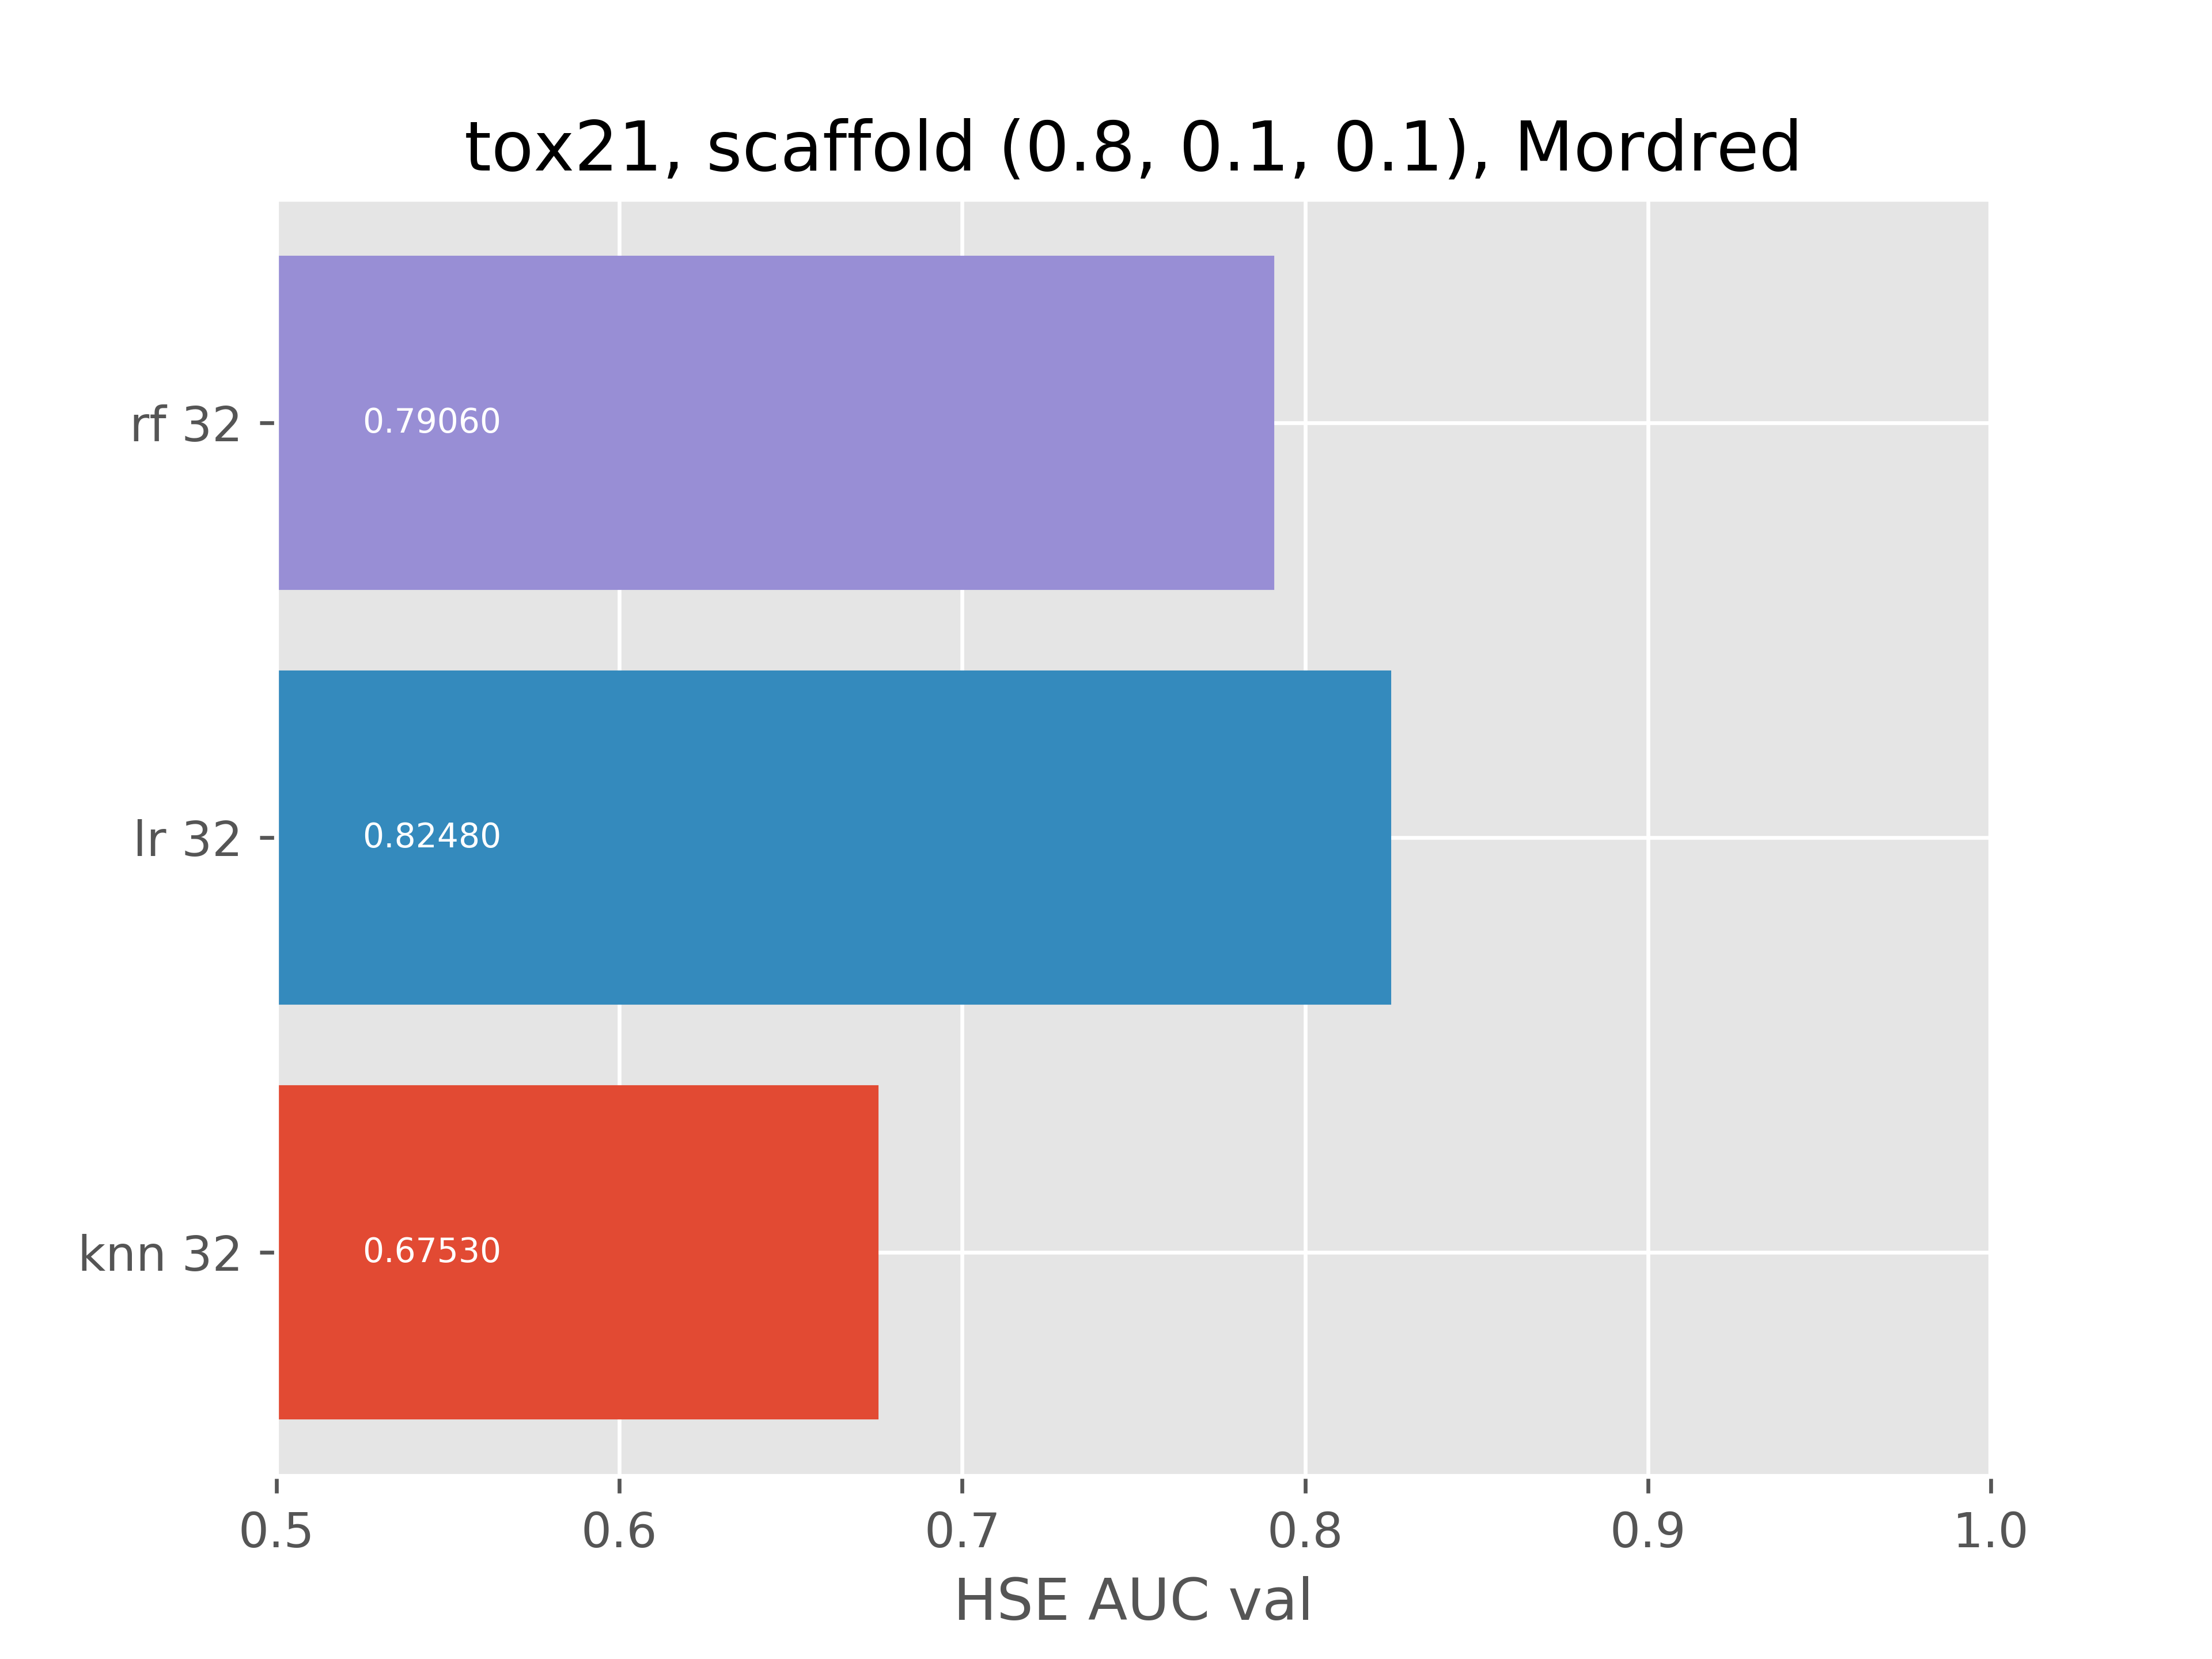 tox21, scaffold (0.8, 0.1, 0.1), Mordred
rf 32
0.79060
lr 32
0.82480
knn 32
0.67530
0.5 0.6 0.7 0.8 0.9 1.0
HSE AUC val